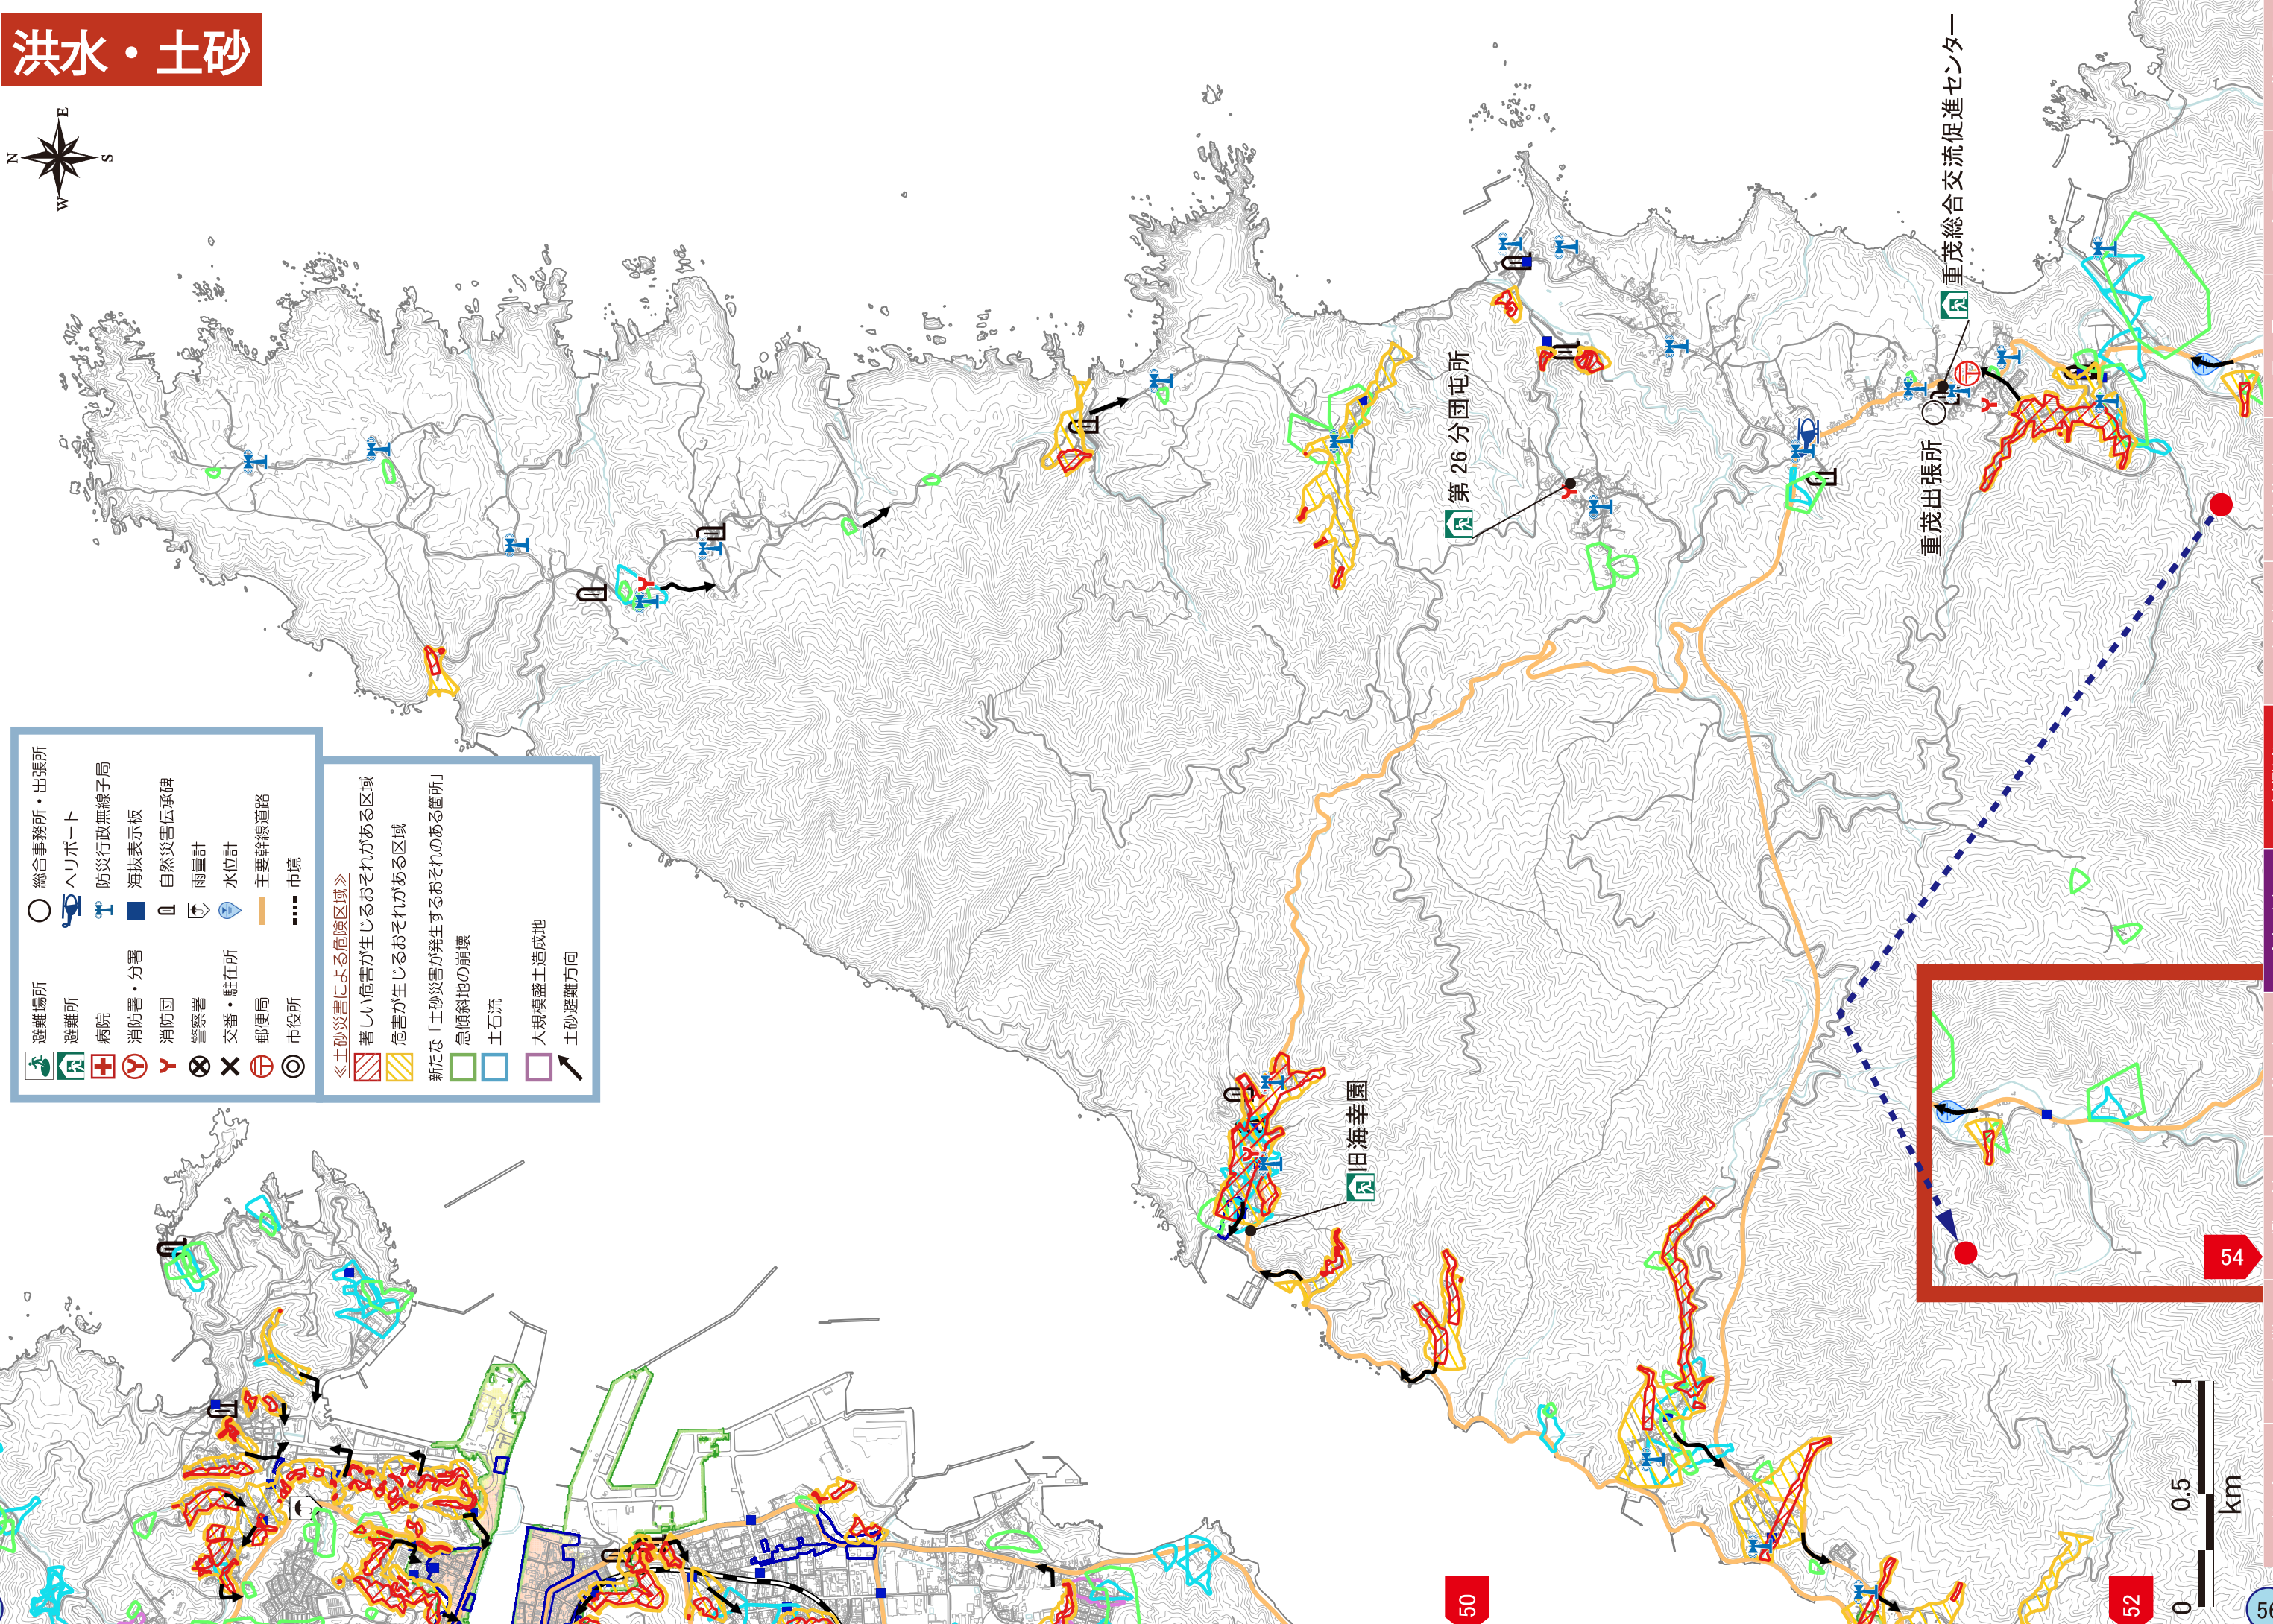 洪水・土砂
N
E
S
W
重茂総合交流促進センター
第26分団屯所
重茂出張所
旧海幸園
避難場所
避難所
病院
消防署・分署
消防団
警察署
交番・駐在所
郵便局
市役所
総合事務所・出張所
ヘリポート
防災行政無線子局
海抜表示板
自然災害伝承碑
雨量計
水位計
主要幹線道路
市境
≪土砂災害による危険区域≫
著しい危害が生じるおそれがある区域
危害が生じるおそれがある区域
新たな「土砂災害が発生するおそれのある箇所」
急傾斜地の崩壊
土石流
大規模盛土造成地
土砂避難方向
54
50
52
0 0.5 1
km